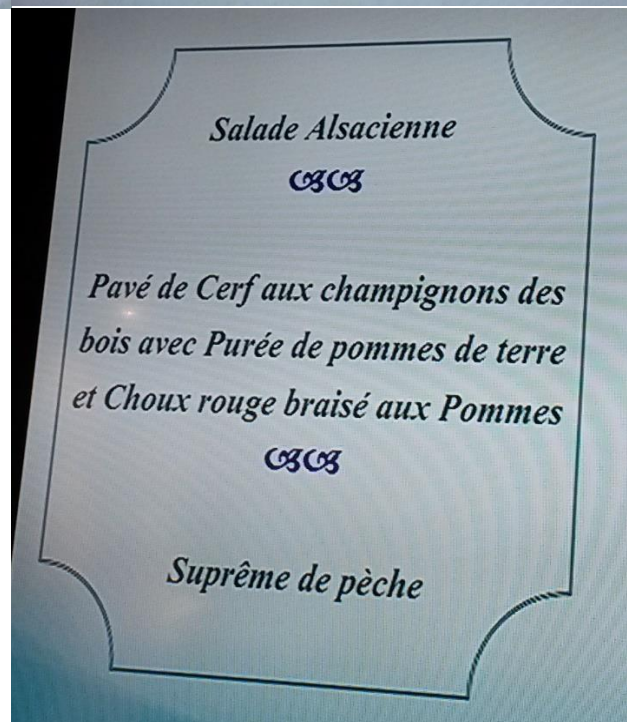 Salade Alsacienne
Pavé de Cerf aux champignons des
bois avec Purée de pommes de terre
et Choux rouge braisé aux Pommes
Suprême de pèche